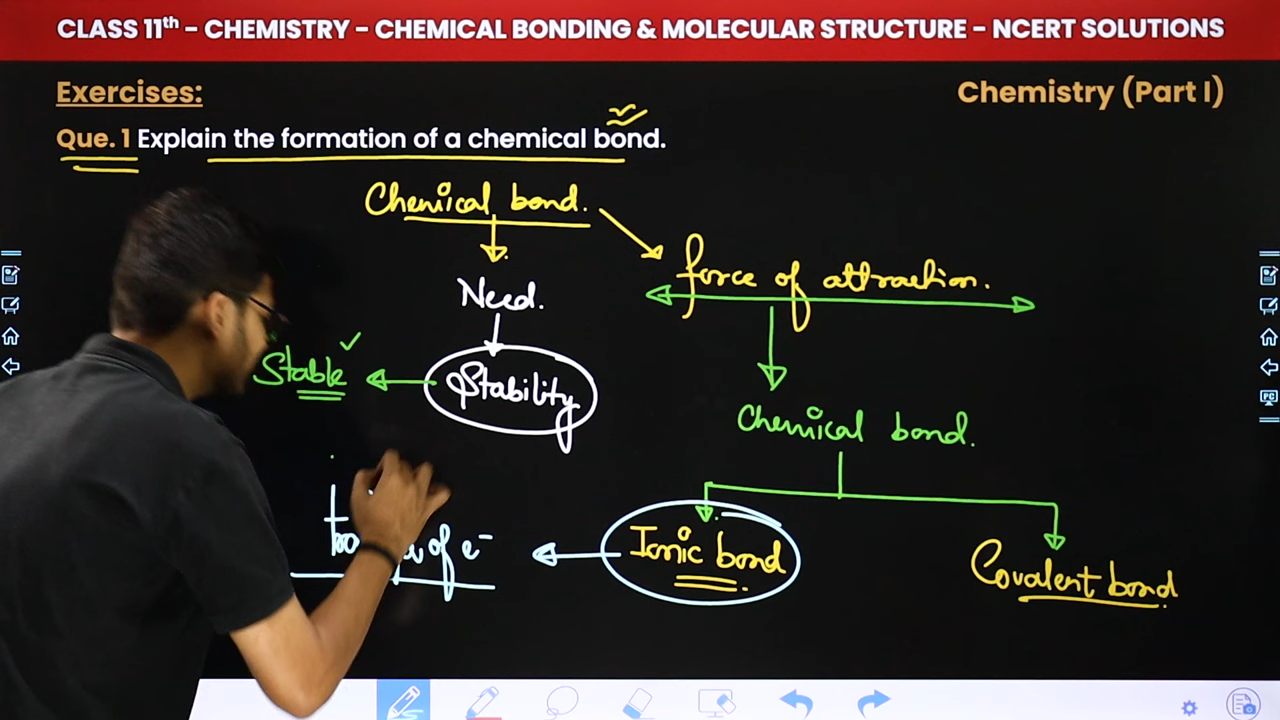 CLASS 11th - CHEMISTRY - CHEMICAL BONDING & MOLECULAR STRUCTURE - NCERT SOLUTIONS
Exercises:
Chemistry (Part I)
Que. 1 Explain the formation of a chemical bond.
Chemical bond.
force of attraction.
Need.
Stable
Stability
Chemical bond.
of e⁻
Ionic bond
Covalent bond